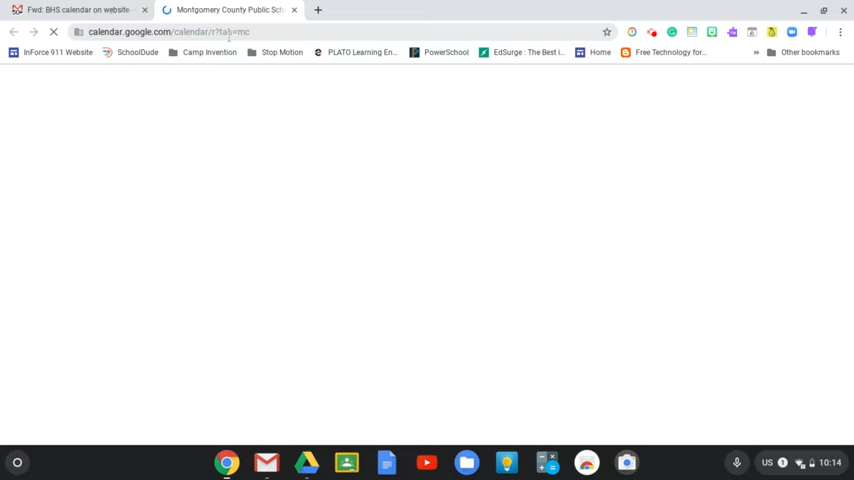 Fwd: BHS calendar on website -
Montgomery County Public Sch
calendar.google.com/calendar/r?tab=mc
InForce 911 Website
SchoolDude
Camp Invention
Stop Motion
PLATO Learning En...
PowerSchool
EdSurge : The Best i...
Home
Free Technology for...
»
Other bookmarks
US 1 10:14